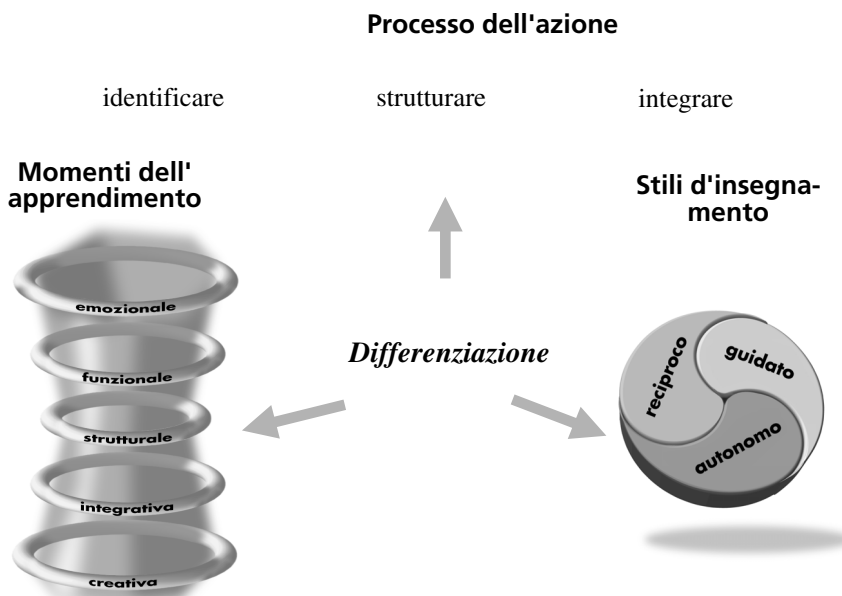 Processo dell'azione
identificare strutturare integrare
Momenti dell'
apprendimento
Stili d'insegna-
mento
emozionale
funzionale
strutturale
integrativa
creativa
Differenziazione
reciproco
guidato
autonomo